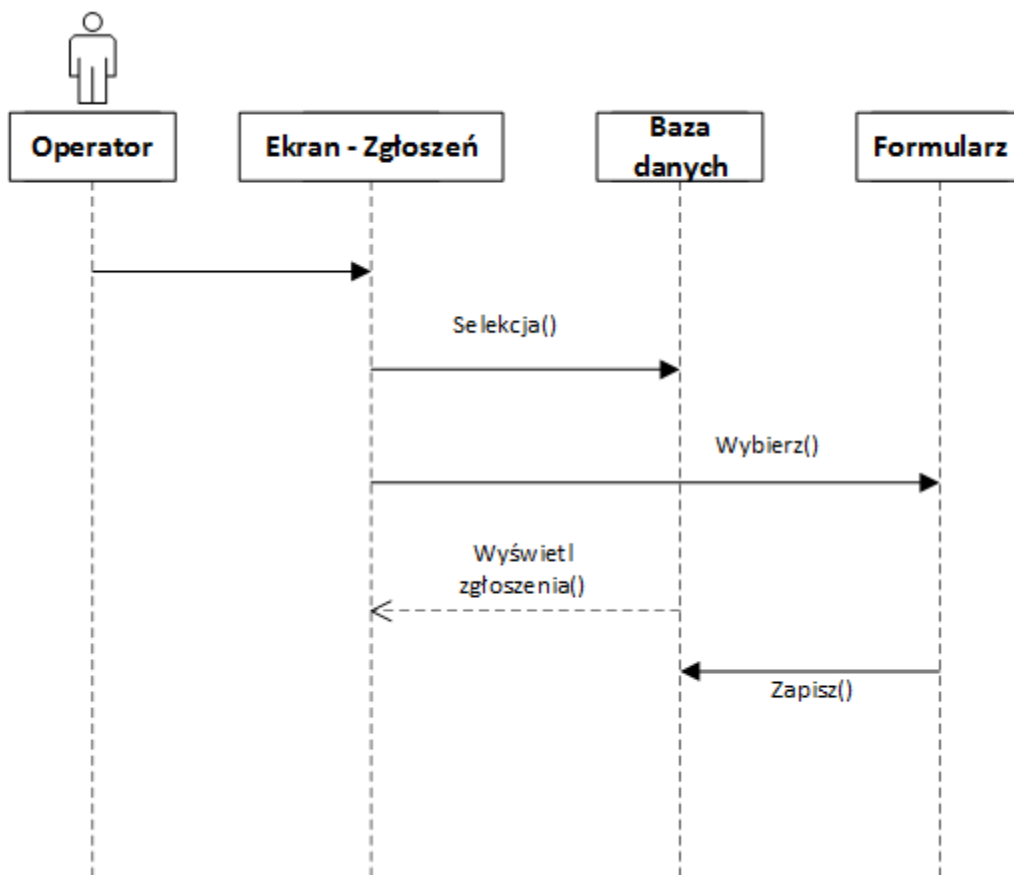 Operator
Ekran - Zgłoszeń
Baza
danych
Formularz
Selekcja()
Wybierz()
Wyświetl
zgłoszenia()
Zapisz()